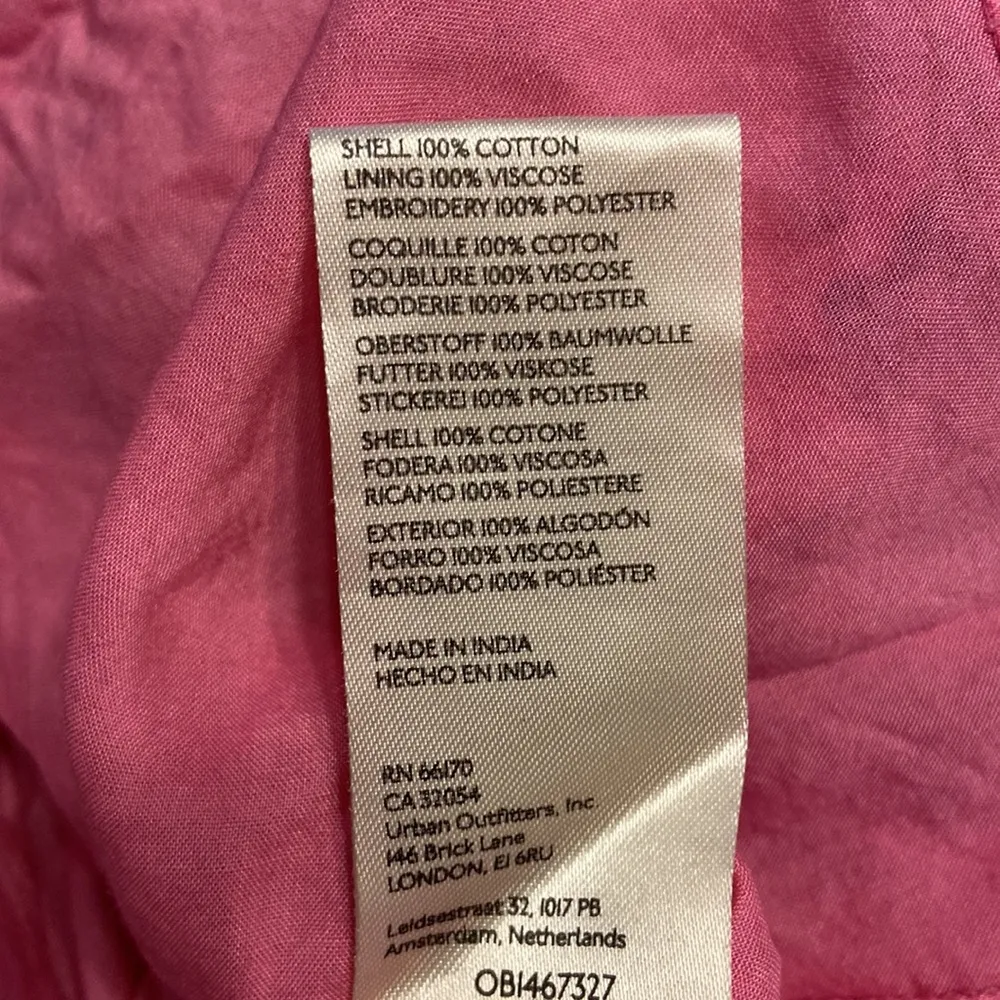 SHELL 100% COTTON
LINING 100% VISCOSE
EMBROIDERY 100% POLYESTER
COQUILLE 100% COTON
DOUBLURE 100% VISCOSE
BRODERIE 100% POLYESTER
OBERSTOFF 100% BAUMWOLLE
FUTTER 100% VISKOSE
STICKEREI 100% POLYESTER
SHELL 100% COTONE
FODERA 100% VISCOSA
RICAMO 100% POLIESTERE
EXTERIOR 100% ALGODÓN
FORRO 100% VISCOSA
BORDADO 100% POLIÉSTER
MADE IN INDIA
HECHO EN INDIA
RN 66170
CA 32054
Urban Outfitters, Inc
146 Brick Lane
LONDON, E1 6RU
Leidsestraat 32, 1017 PB
Amsterdam, Netherlands
OB1467327